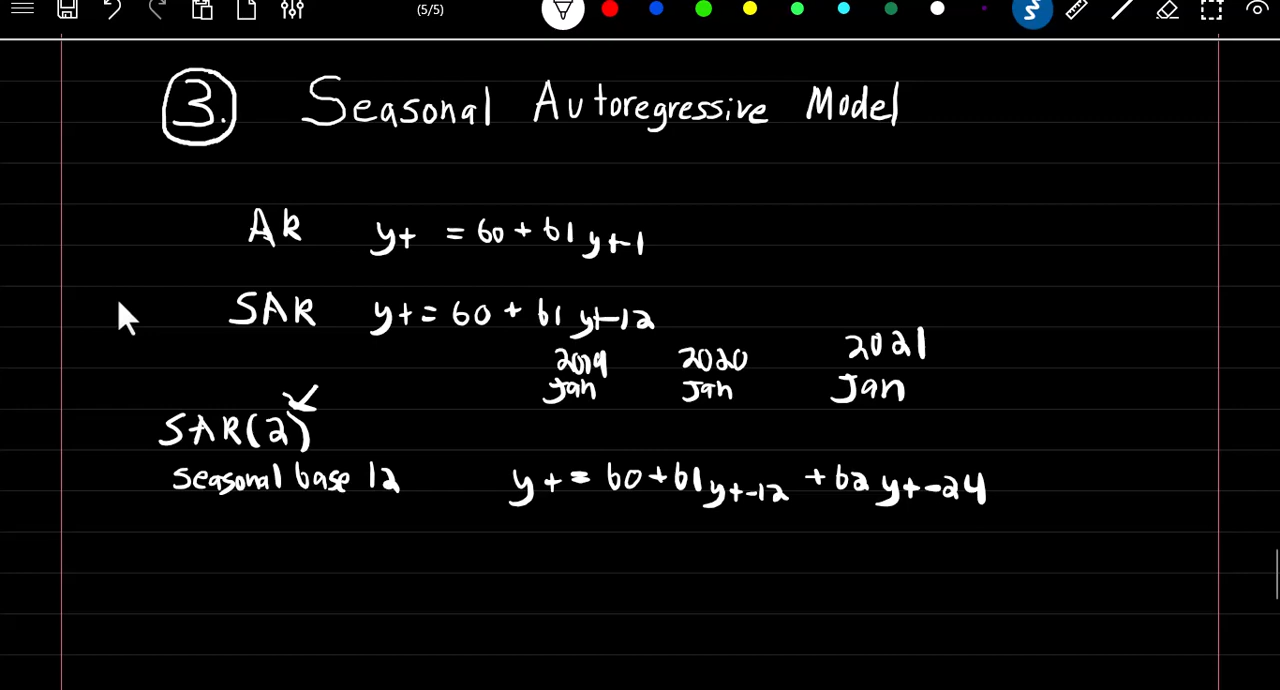 (5/5)
3. Seasonal Autoregressive Model
AR yt = b0 + b1 yt-1
SAR yt = b0 + b1 yt-12
2019 2020 2021
Jan Jan Jan
SAR(2)
Seasonal base 12 yt = b0 + b1 yt-12 + b2 yt-24